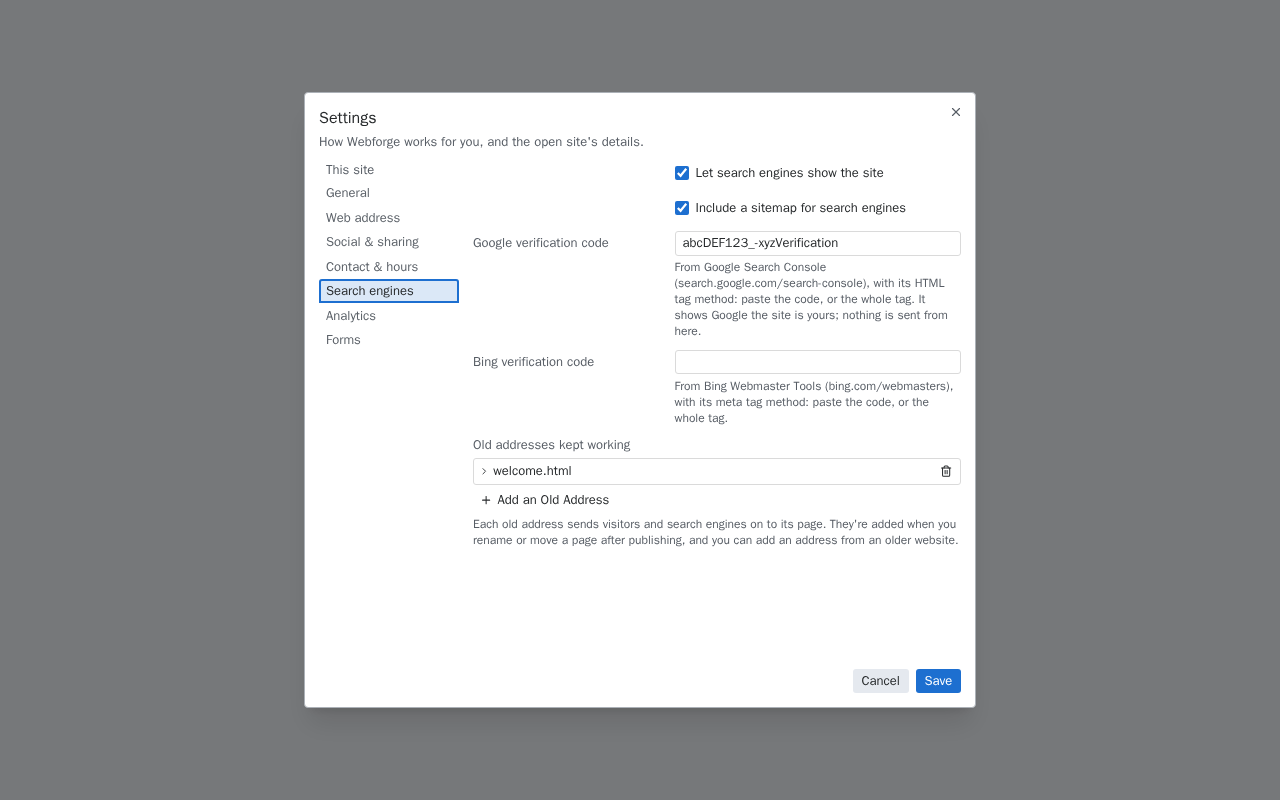 Settings
How Webforge works for you, and the open site's details.
This site
General
Web address
Social & sharing
Contact & hours
Search engines
Analytics
Forms
Let search engines show the site
Include a sitemap for search engines
Google verification code
abcDEF123_-xyzVerification
From Google Search Console
(search.google.com/search-console), with its HTML
tag method: paste the code, or the whole tag. It
shows Google the site is yours; nothing is sent from
here.
Bing verification code
From Bing Webmaster Tools (bing.com/webmasters),
with its meta tag method: paste the code, or the
whole tag.
Old addresses kept working
welcome.html
Add an Old Address
Each old address sends visitors and search engines on to its page. They're added when you
rename or move a page after publishing, and you can add an address from an older website.
Cancel
Save